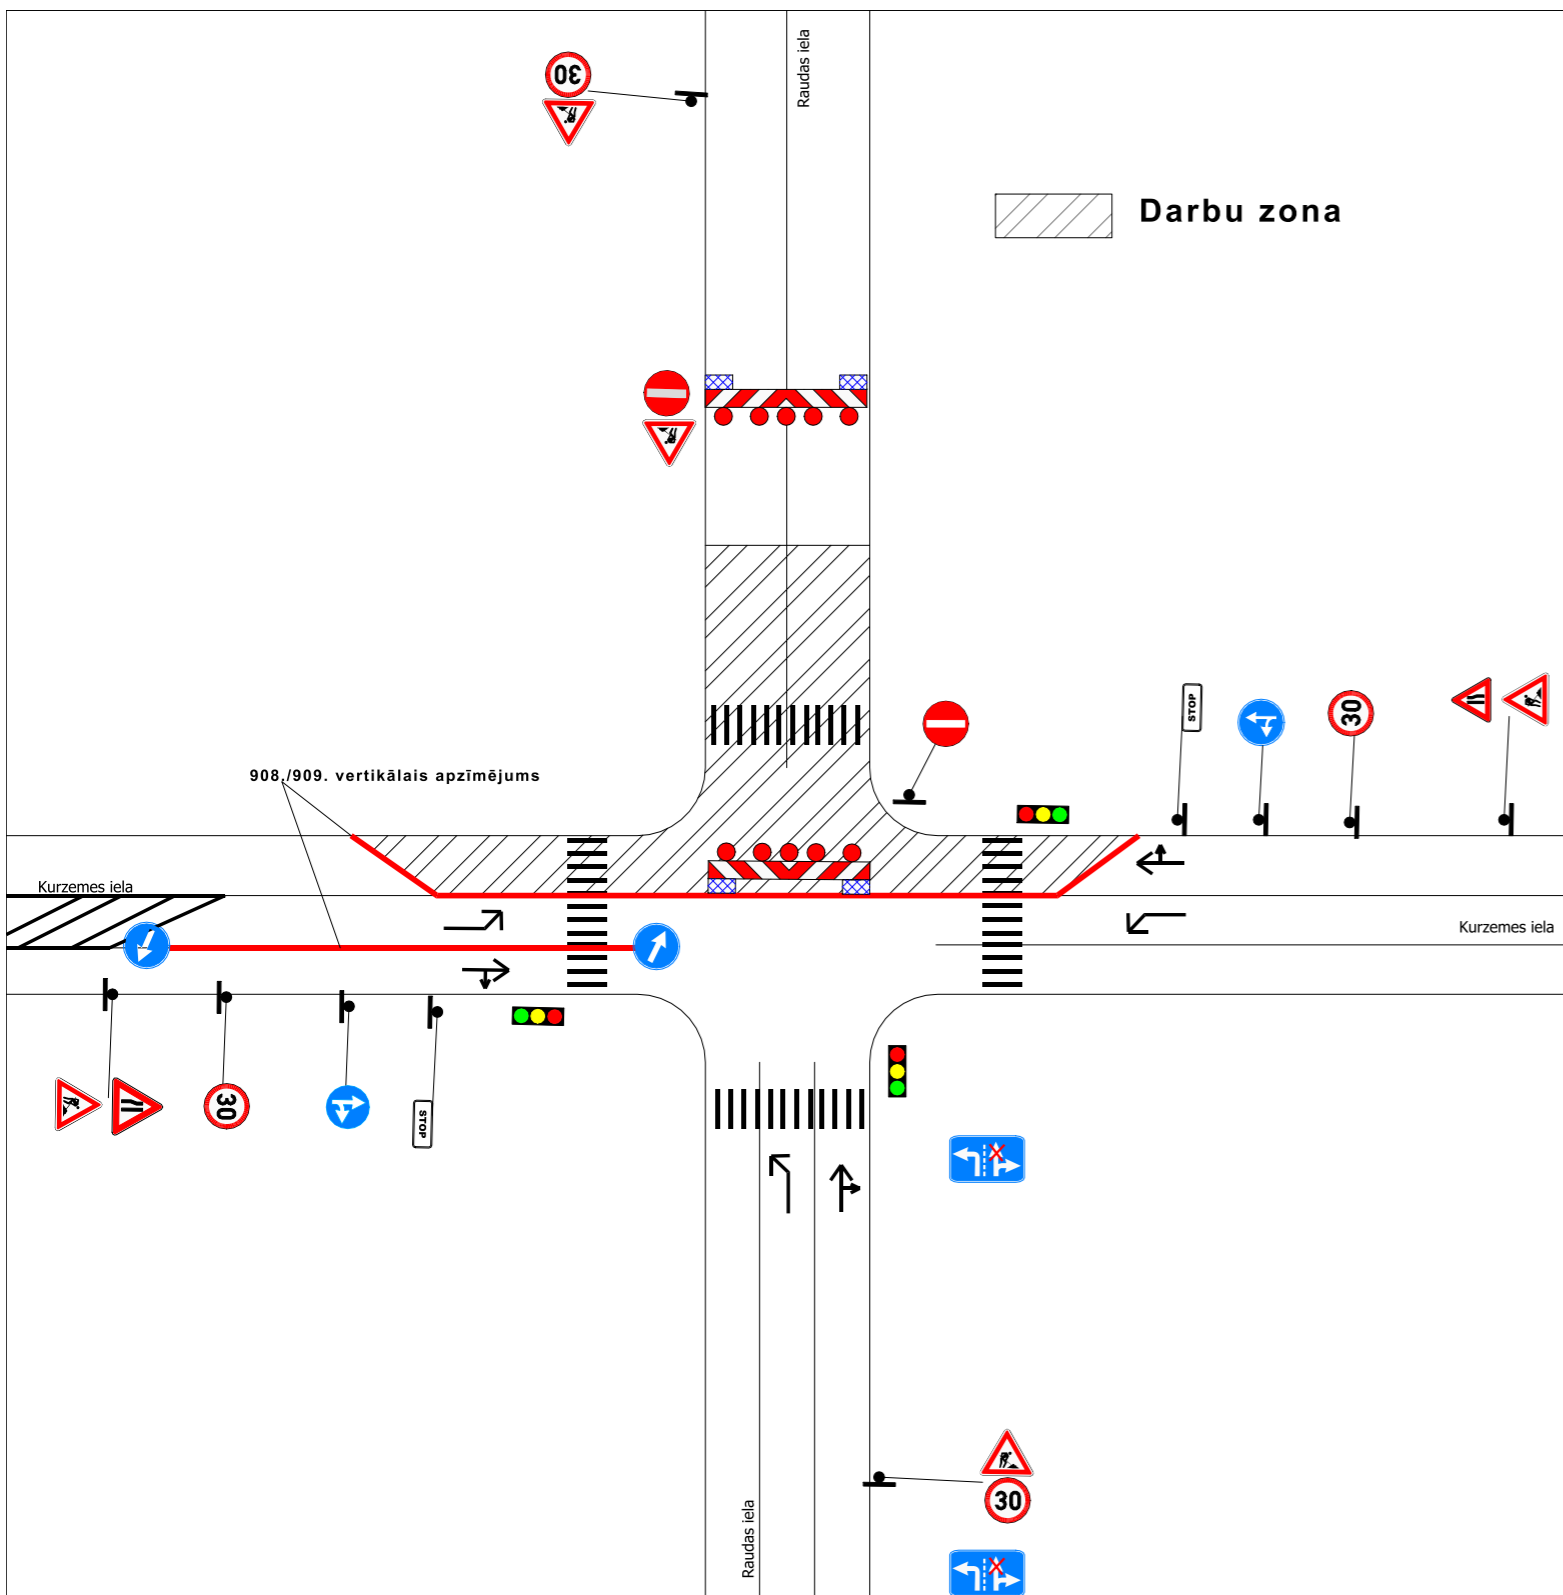 Raudas iela
30
Darbu zona
STOP
30
908./909. vertikālais apzīmējums
Kurzemes iela
Kurzemes iela
30
STOP
30
Raudas iela